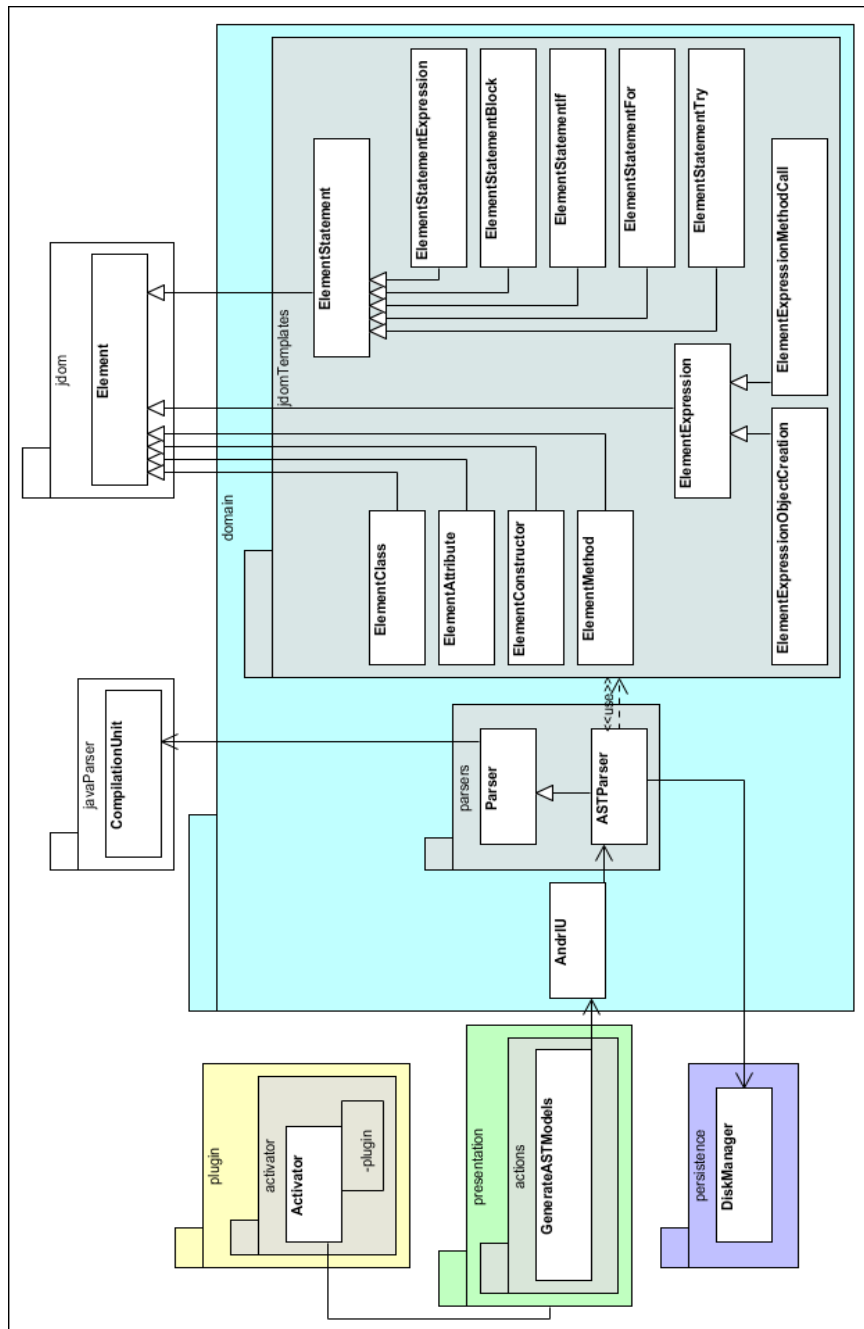 plugin
activator
Activator
-plugin
presentation
actions
GenerateASTModels
persistence
DiskManager
javaParser
CompilationUnit
jdom
Element
domain
AndrIU
parsers
Parser
ASTParser
<<use>>
jdomTemplates
ElementClass
ElementAttribute
ElementConstructor
ElementMethod
ElementStatement
ElementStatementExpression
ElementStatementBlock
ElementStatementIf
ElementStatementFor
ElementStatementTry
ElementExpression
ElementExpressionObjectCreation
ElementExpressionMethodCall